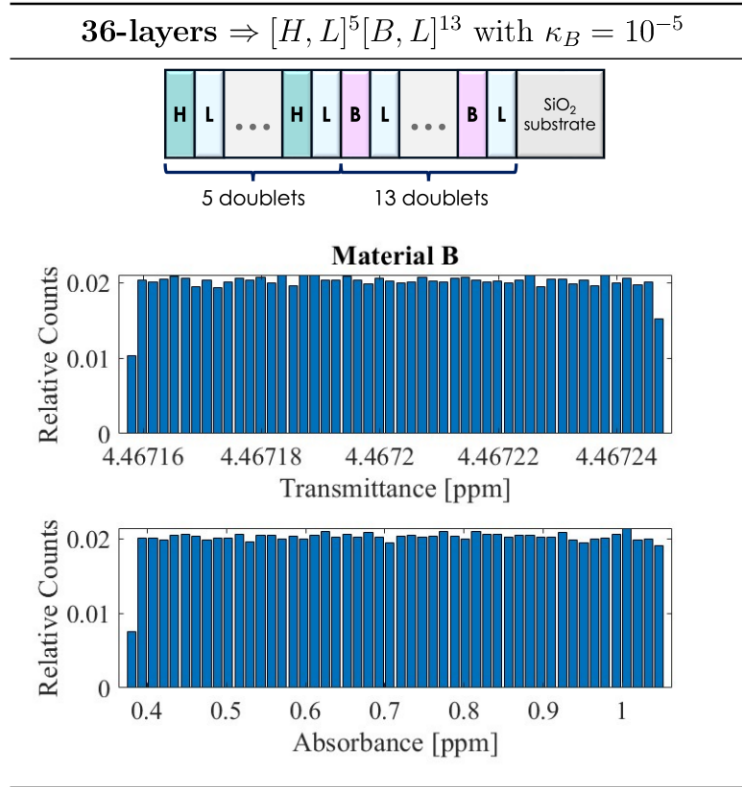 36-layers ⇒ [H, L]⁵[B, L]¹³ with κ_B = 10⁻⁵
H L ••• H L B L ••• B L SiO₂ substrate
5 doublets 13 doublets
Material B
Relative Counts
0.02
0.01
0
4.46716 4.46718 4.4672 4.46722 4.46724
Transmittance [ppm]
Relative Counts
0.02
0.01
0
0.4 0.5 0.6 0.7 0.8 0.9 1
Absorbance [ppm]